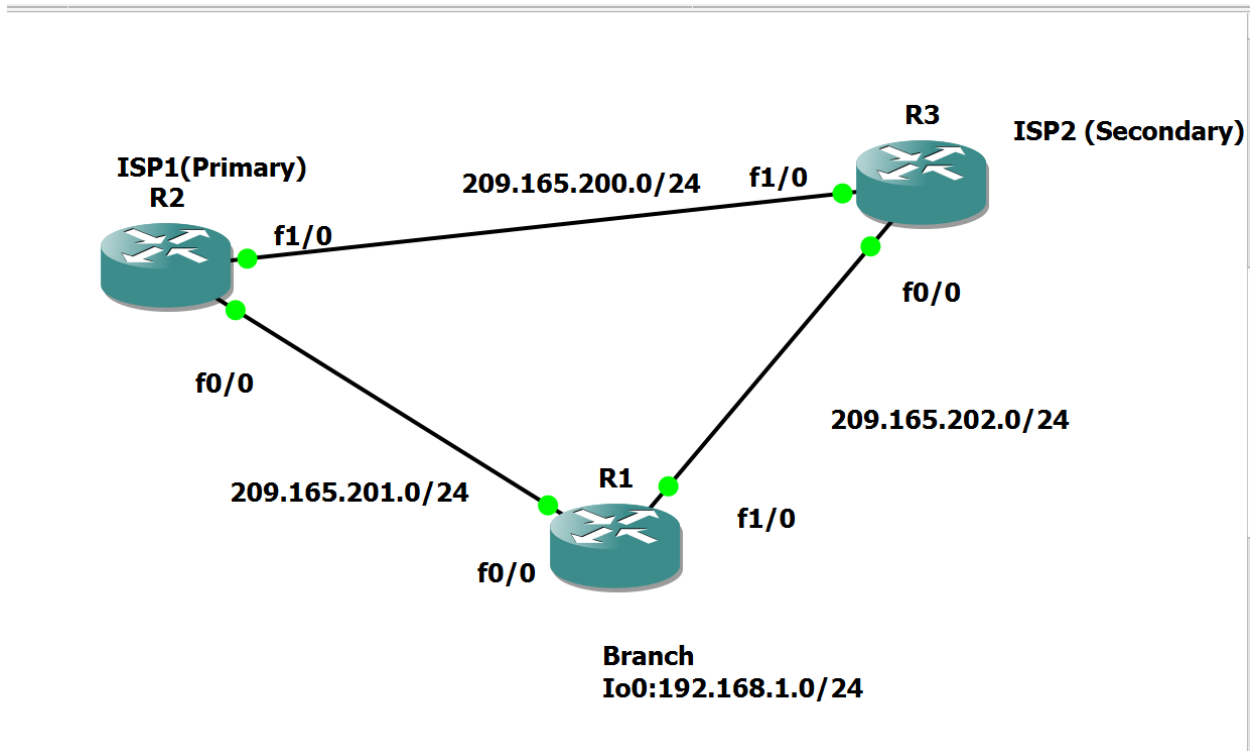 R3
ISP2 (Secondary)
ISP1(Primary)
R2
f1/0
209.165.200.0/24
f1/0
f0/0
f0/0
209.165.202.0/24
R1
209.165.201.0/24
f1/0
f0/0
Branch
Io0:192.168.1.0/24